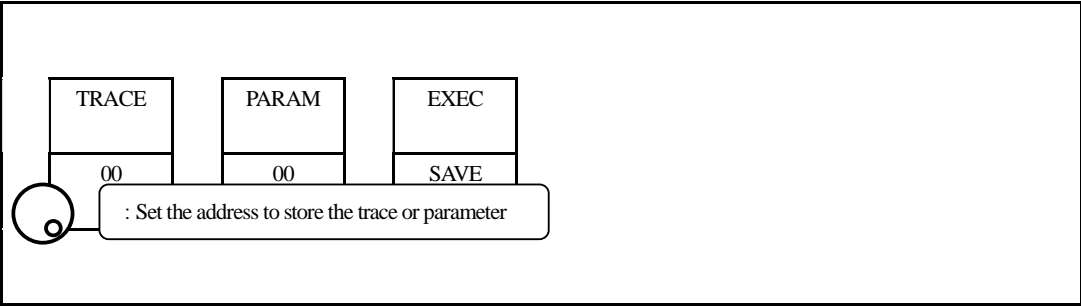 TRACE PARAM EXEC
00 00 SAVE
: Set the address to store the trace or parameter